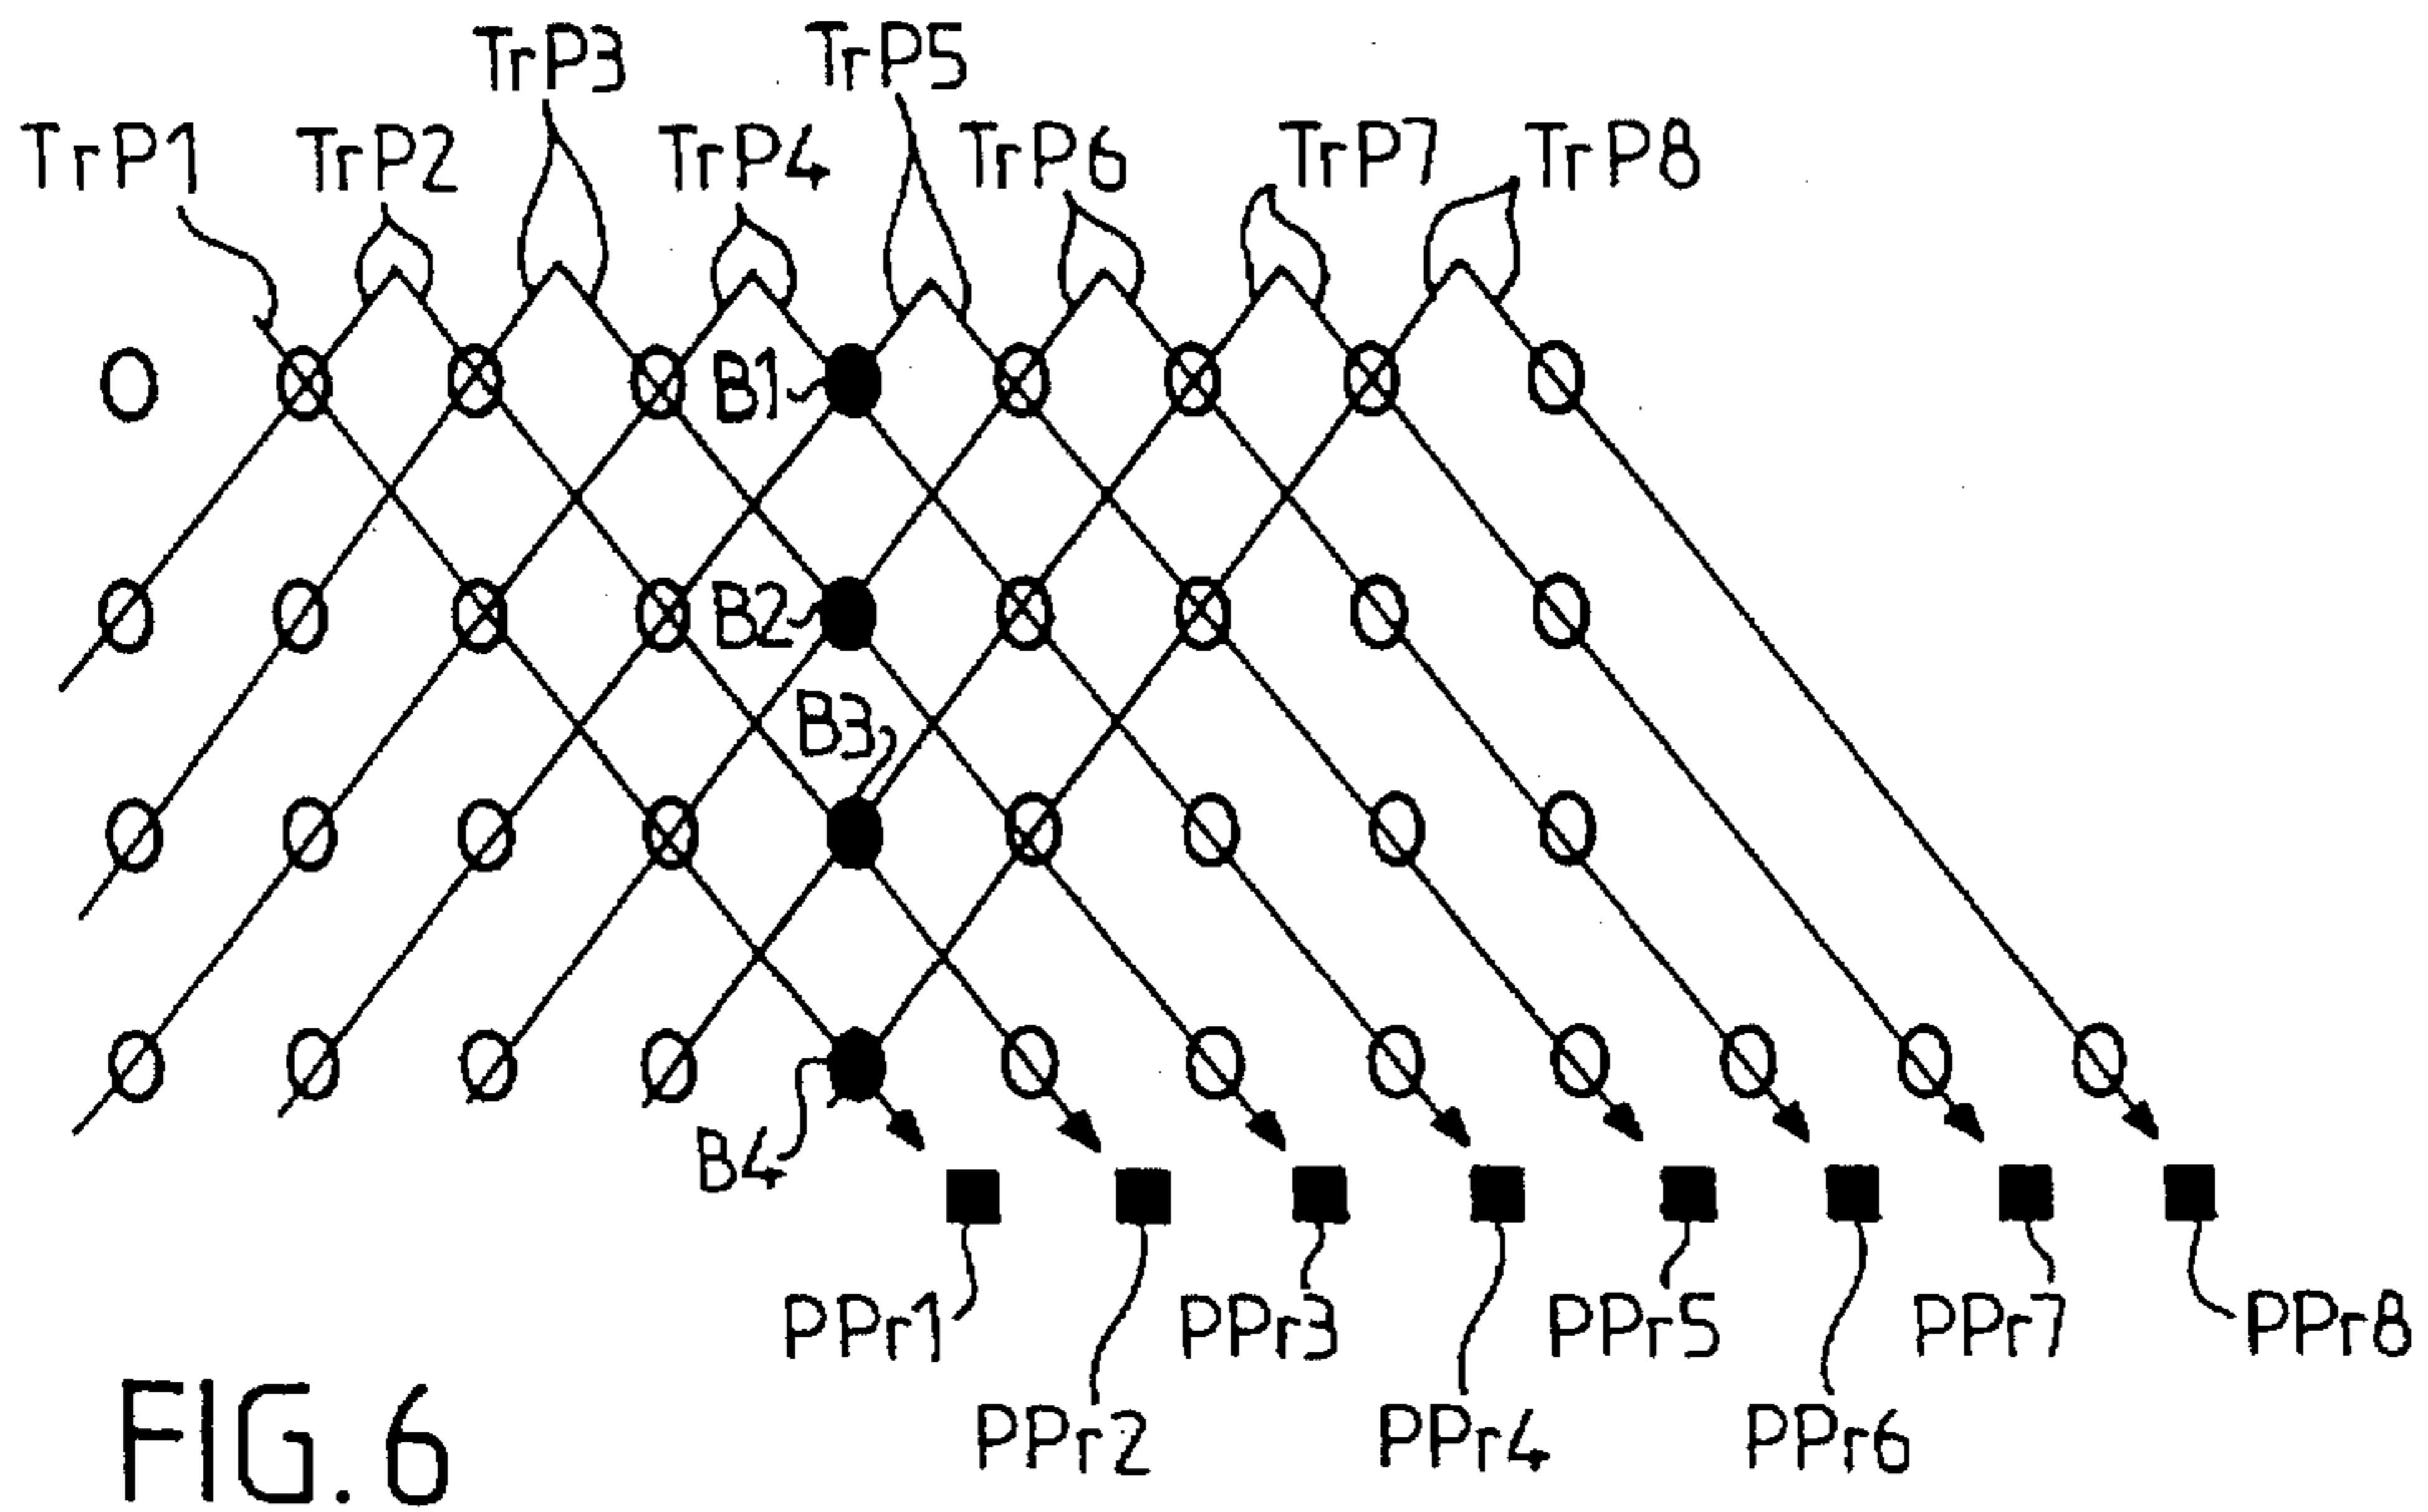 TrP3 TrP5
TrP1 TrP2 TrP4 TrP6 TrP7 TrP8
B1
B2
B3
B4
PPr1 PPr3 PPr5 PPr7 PPr8
PPr2 PPr4 PPr6
FIG. 6